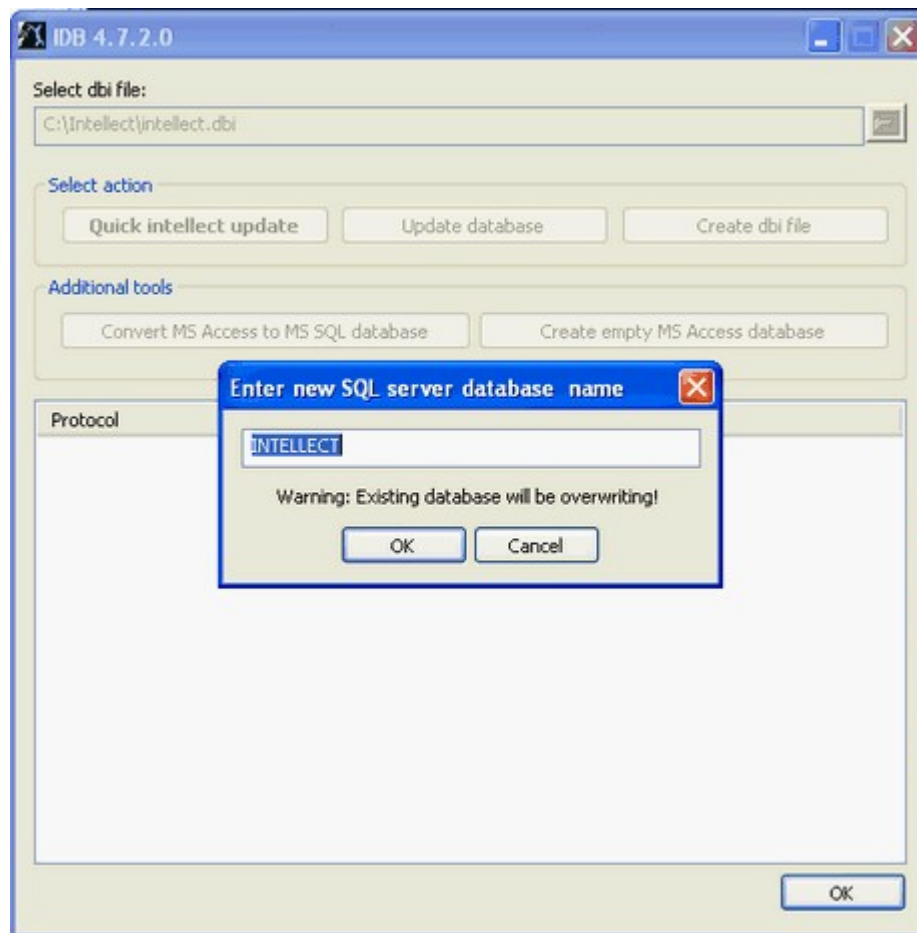 IDB 4.7.2.0
Select dbi file:
C:\Intellect\intellect.dbi
Select action
Quick intellect update Update database Create dbi file
Additional tools
Convert MS Access to MS SQL database Create empty MS Access database
Enter new SQL server database name
Protocol
INTELLECT
Warning: Existing database will be overwriting!
OK Cancel
OK